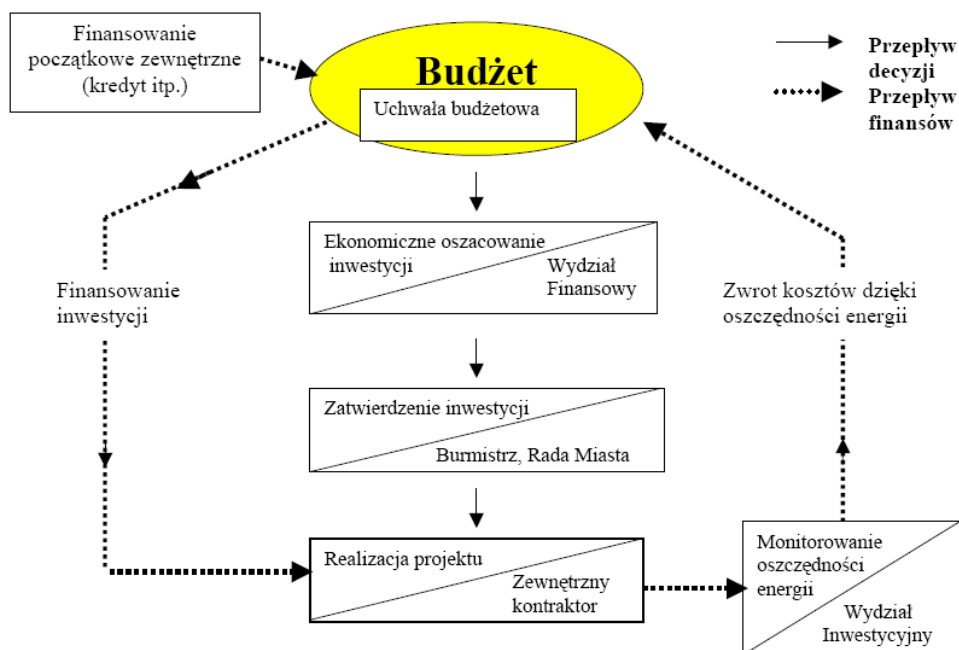 Finansowanie
początkowe zewnętrzne
(kredyt itp.)
Budżet
Uchwała budżetowa
Przepływ
decyzji
Przepływ
finansów
Ekonomiczne oszacowanie
inwestycji
Wydział
Finansowy
Finansowanie
inwestycji
Zwrot kosztów dzięki
oszczędności energii
Zatwierdzenie inwestycji
Burmistrz, Rada Miasta
Realizacja projektu
Zewnętrzny
kontraktor
Monitorowanie
oszczędności
energii
Wydział
Inwestycyjny